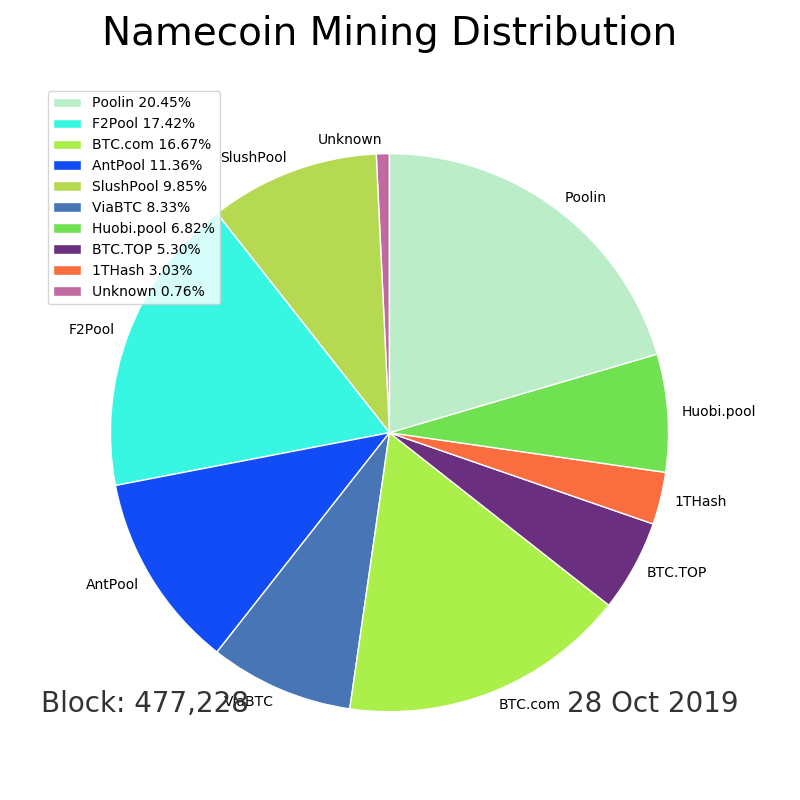 Namecoin Mining Distribution
Poolin 20.45%
F2Pool 17.42%
BTC.com 16.67%
AntPool 11.36%
SlushPool 9.85%
ViaBTC 8.33%
Huobi.pool 6.82%
BTC.TOP 5.30%
1THash 3.03%
Unknown 0.76%
Unknown
SlushPool
Poolin
F2Pool
Huobi.pool
1THash
BTC.TOP
AntPool
ViaBTC
BTC.com
Block: 477,228
28 Oct 2019